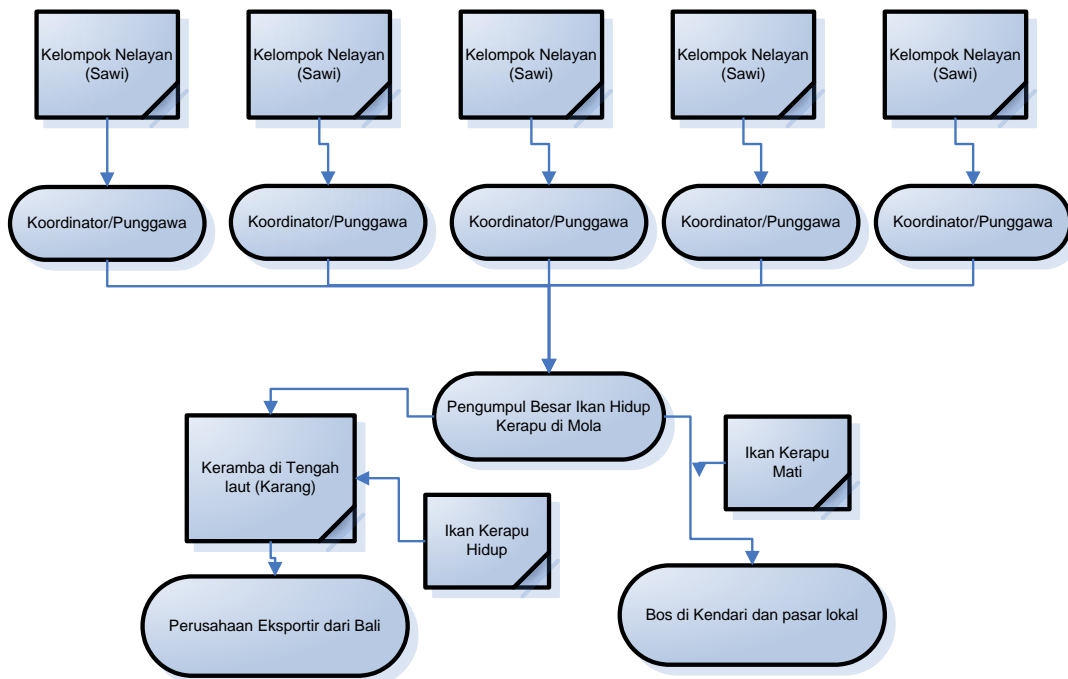 Kelompok Nelayan
(Sawi)
Kelompok Nelayan
(Sawi)
Kelompok Nelayan
(Sawi)
Kelompok Nelayan
(Sawi)
Kelompok Nelayan
(Sawi)
Koordinator/Punggawa
Koordinator/Punggawa
Koordinator/Punggawa
Koordinator/Punggawa
Koordinator/Punggawa
Pengumpul Besar Ikan Hidup
Kerapu di Mola
Keramba di Tengah
laut (Karang)
Ikan Kerapu
Mati
Ikan Kerapu
Hidup
Perusahaan Eksportir dari Bali
Bos di Kendari dan pasar lokal